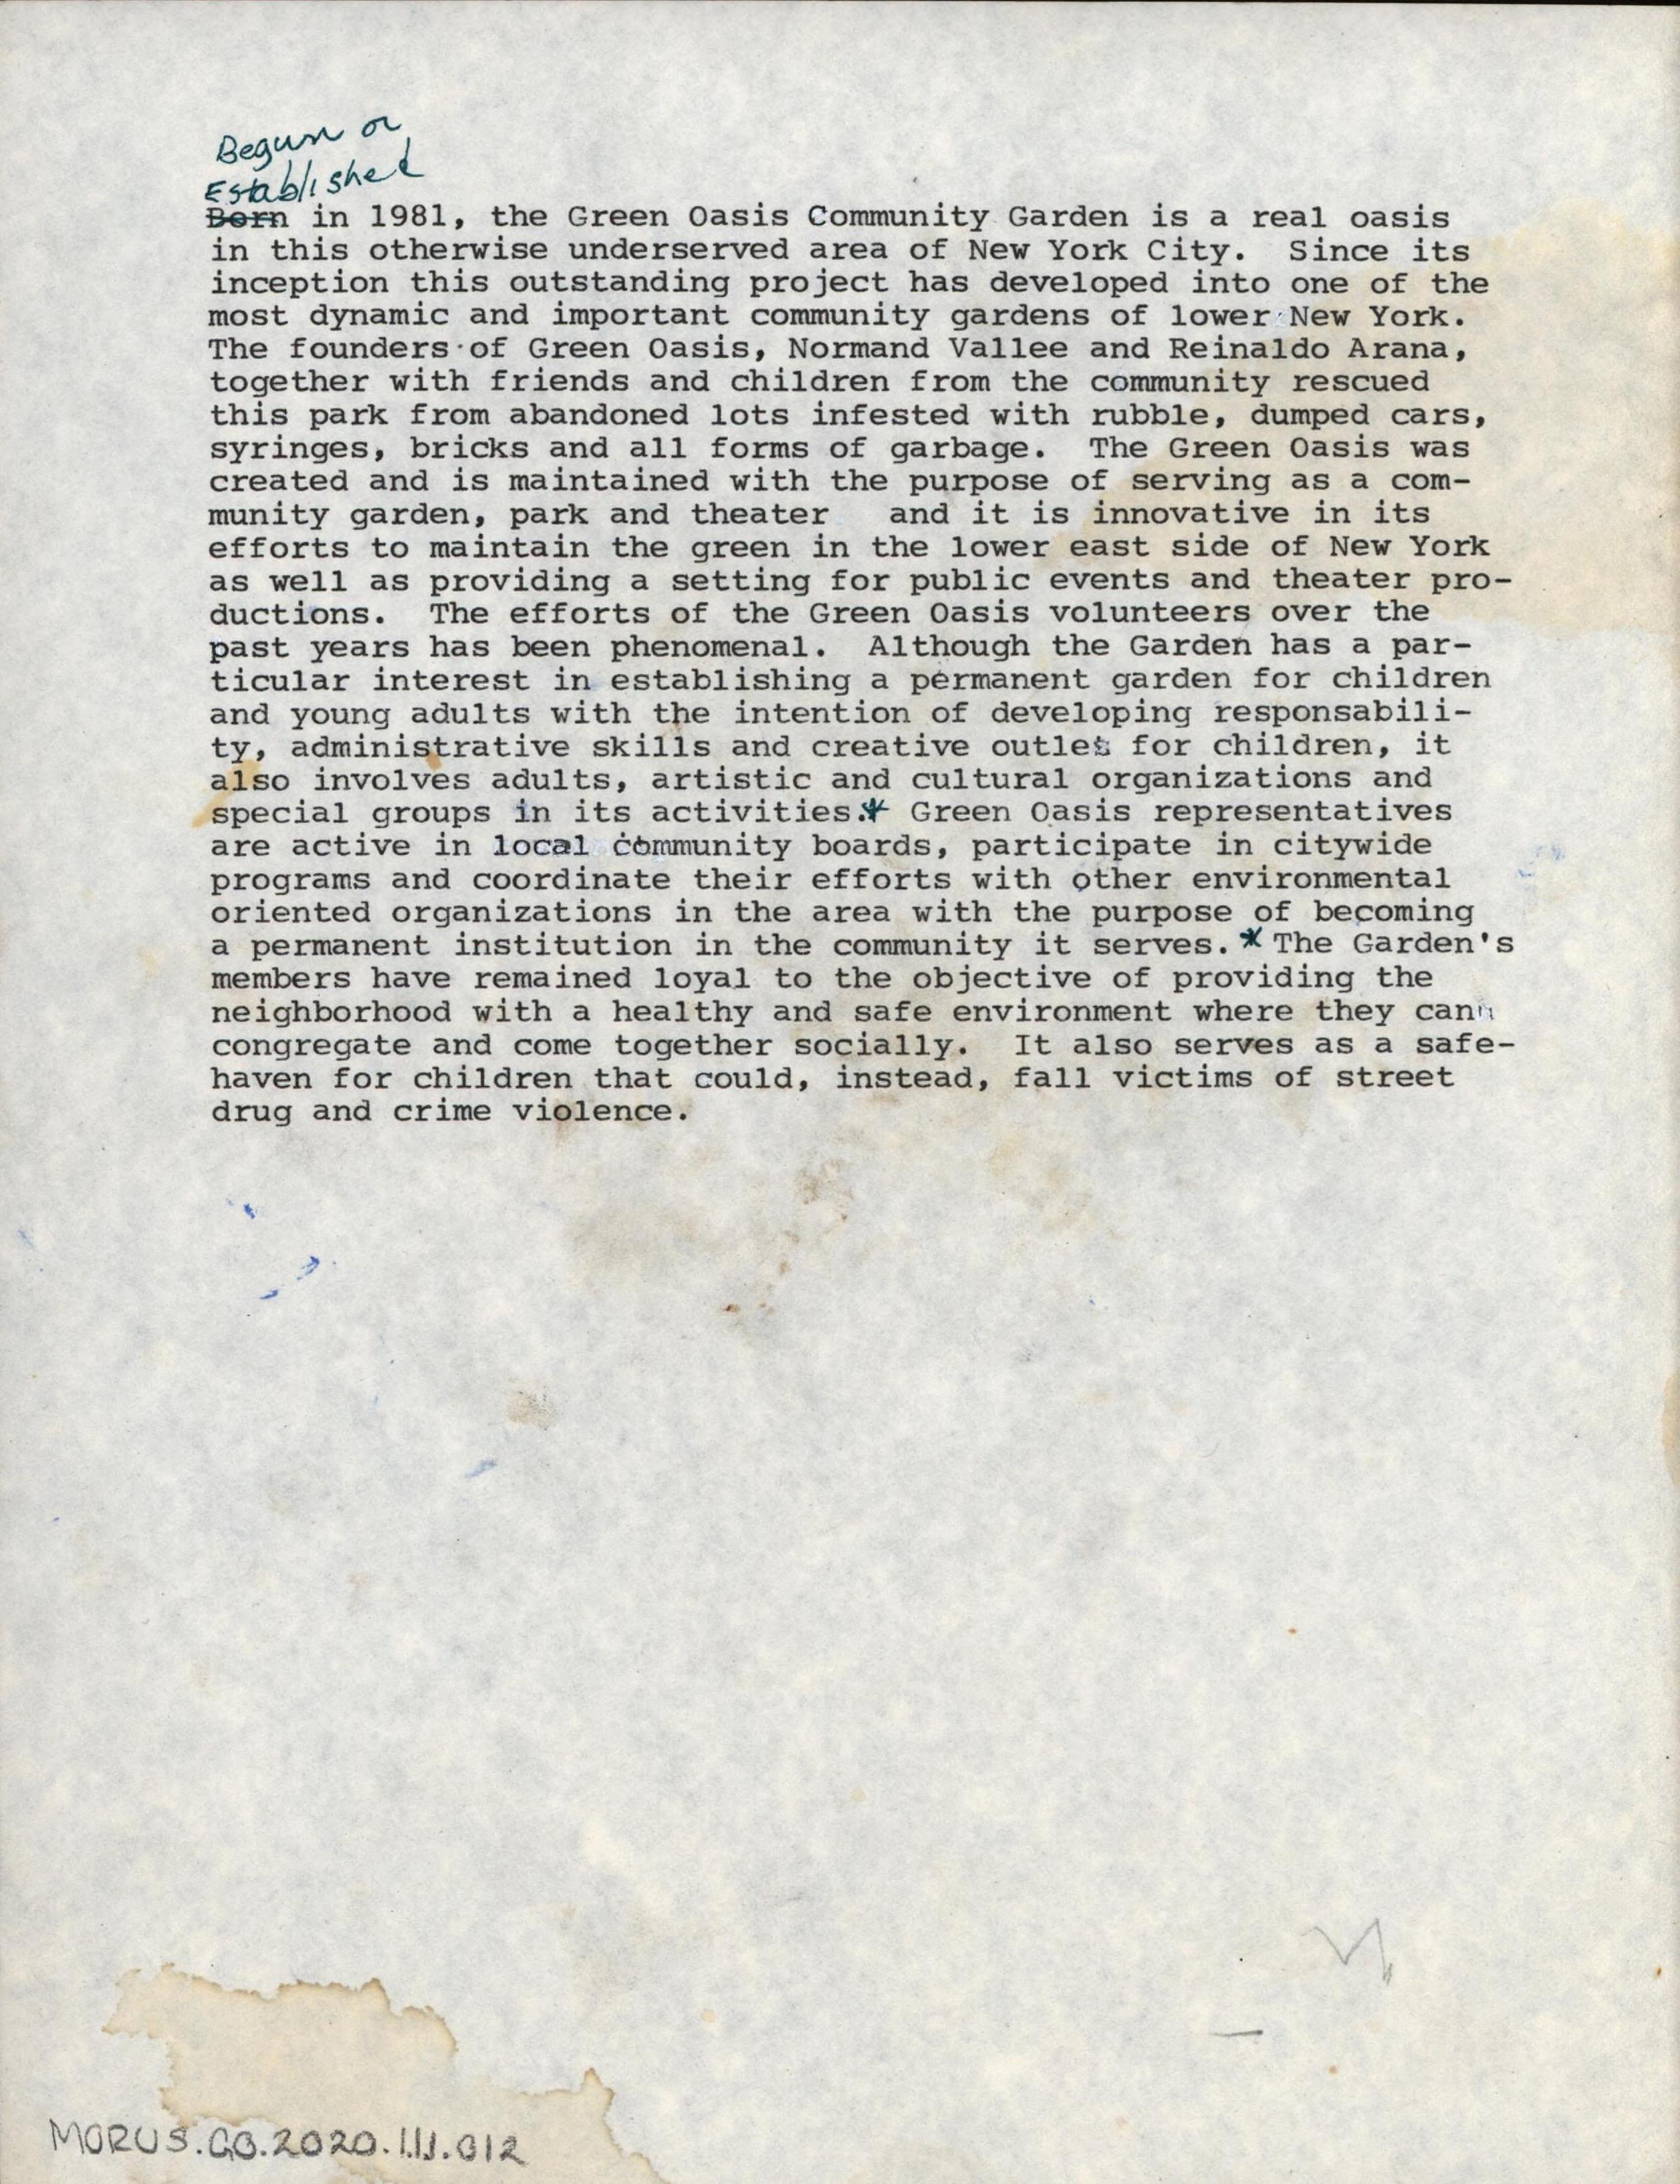 Begun or
Established
Born in 1981, the Green Oasis Community Garden is a real oasis
in this otherwise underserved area of New York City. Since its
inception this outstanding project has developed into one of the
most dynamic and important community gardens of lower New York.
The founders of Green Oasis, Normand Vallee and Reinaldo Arana,
together with friends and children from the community rescued
this park from abandoned lots infested with rubble, dumped cars,
syringes, bricks and all forms of garbage. The Green Oasis was
created and is maintained with the purpose of serving as a com-
munity garden, park and theater and it is innovative in its
efforts to maintain the green in the lower east side of New York
as well as providing a setting for public events and theater pro-
ductions. The efforts of the Green Oasis volunteers over the
past years has been phenomenal. Although the Garden has a par-
ticular interest in establishing a permanent garden for children
and young adults with the intention of developing responsabili-
ty, administrative skills and creative outlets for children, it
also involves adults, artistic and cultural organizations and
special groups in its activities.* Green Oasis representatives
are active in local community boards, participate in citywide
programs and coordinate their efforts with other environmental
oriented organizations in the area with the purpose of becoming
a permanent institution in the community it serves.* The Garden's
members have remained loyal to the objective of providing the
neighborhood with a healthy and safe environment where they can
congregate and come together socially. It also serves as a safe-
haven for children that could, instead, fall victims of street
drug and crime violence.